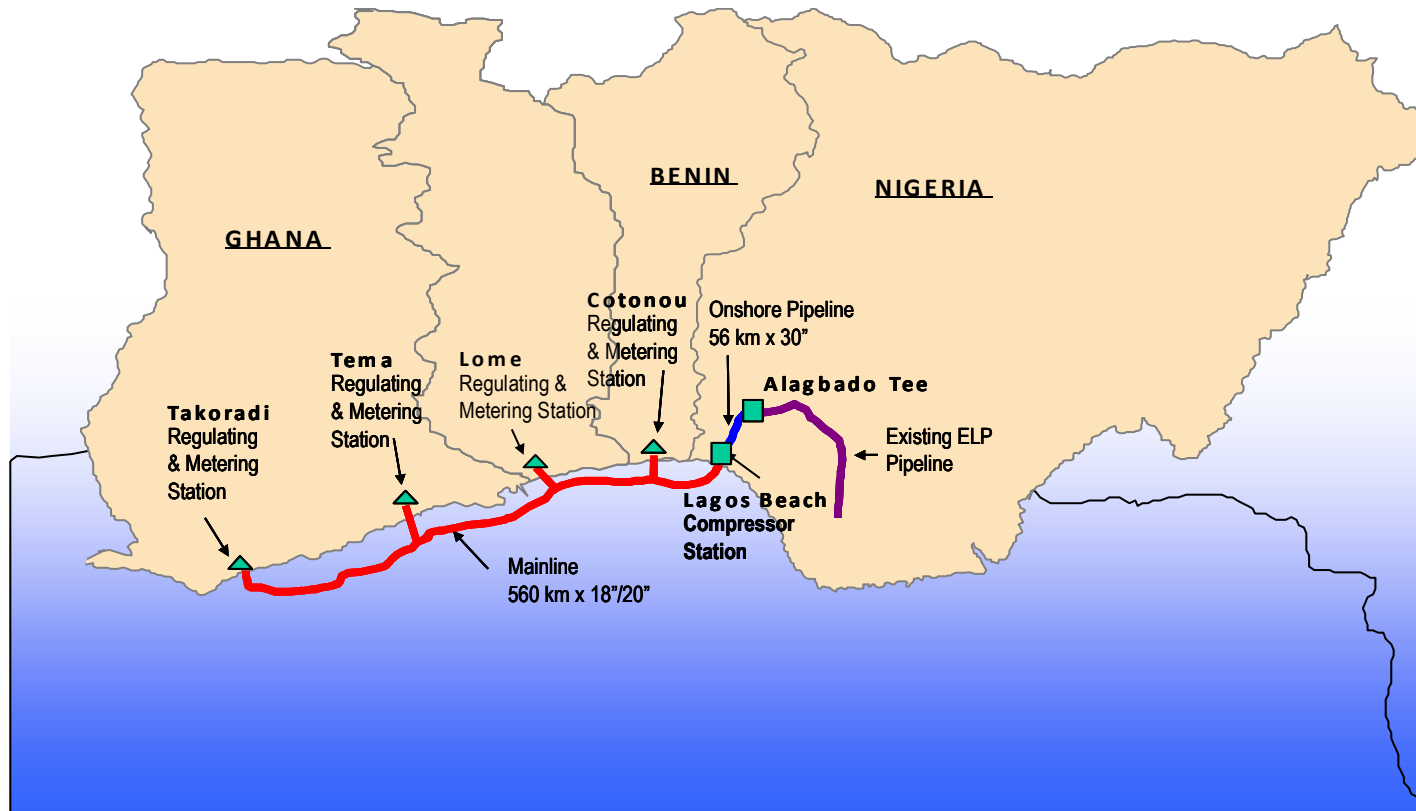 BENIN
NIGERIA
GHANA
Cotonou
Regulating
& Metering
Station
Onshore Pipeline
56 km x 30”
Tema
Regulating
& Metering
Station
Lome
Regulating &
Metering Station
Alagbado Tee
Takoradi
Regulating
& Metering
Station
Existing ELP
Pipeline
Lagos Beach
Compressor
Station
Mainline
560 km x 18”/20”